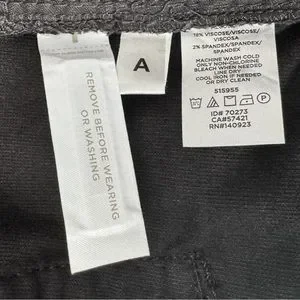 REMOVE BEFORE WEARING
OR WASHING
A
18% VISCOSE/VISCOSE/
VISCOSA
2% SPANDEX/SPANDEX/
SPANDEX
MACHINE WASH COLD
ONLY NON-CHLORINE
BLEACH WHEN NEEDED
LINE DRY
COOL IRON IF NEEDED
OR DRY CLEAN
515955
ID# 70273
CA#57421
RN#140923